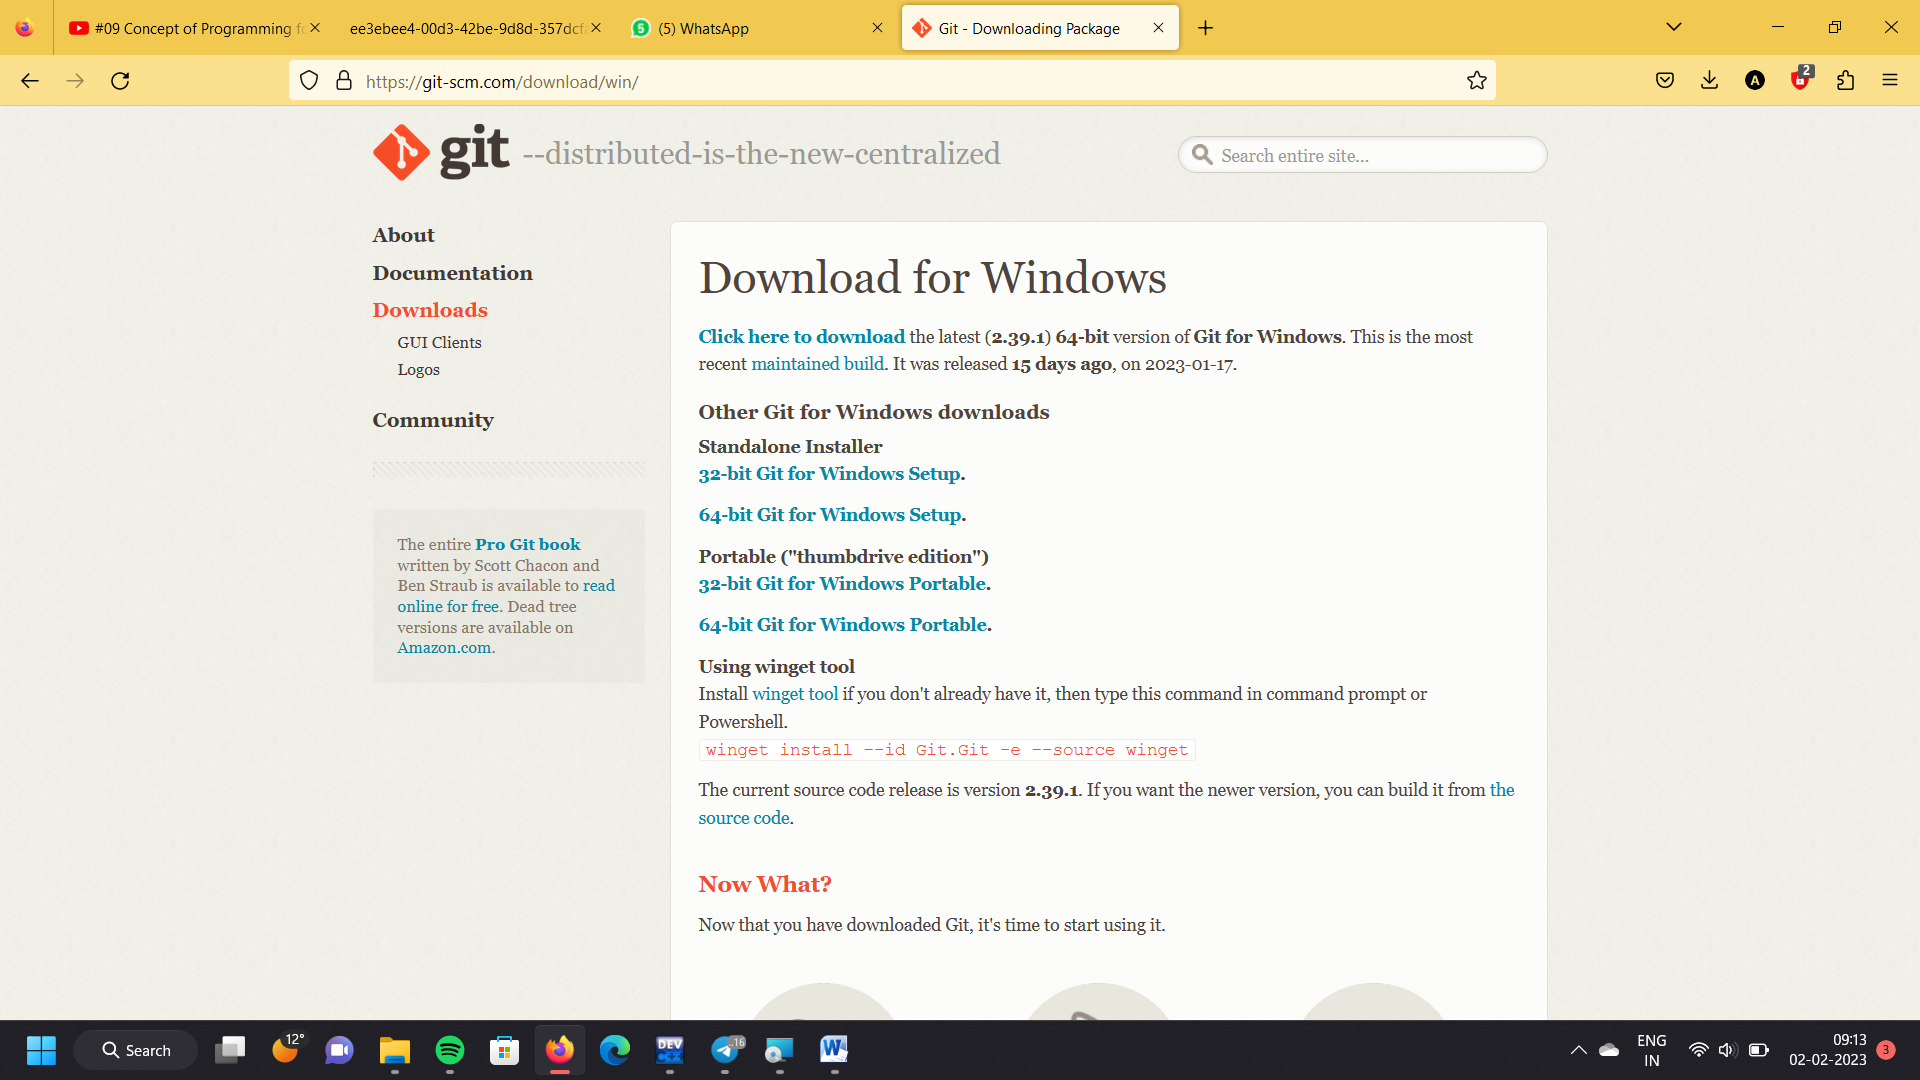 #09 Concept of Programming fo
ee3ebee4-00d3-42be-9d8d-357dcf
5
(5) WhatsApp
Git - Downloading Package
https://git-scm.com/download/win/
A
2
git --distributed-is-the-new-centralized
Search entire site...
About
Documentation
Downloads
GUI Clients
Logos
Community
The entire Pro Git book
written by Scott Chacon and
Ben Straub is available to read
online for free. Dead tree
versions are available on
Amazon.com.
Download for Windows
Click here to download the latest (2.39.1) 64-bit version of Git for Windows. This is the most
recent maintained build. It was released 15 days ago, on 2023-01-17.
Other Git for Windows downloads
Standalone Installer
32-bit Git for Windows Setup.
64-bit Git for Windows Setup.
Portable ("thumbdrive edition")
32-bit Git for Windows Portable.
64-bit Git for Windows Portable.
Using winget tool
Install winget tool if you don't already have it, then type this command in command prompt or
Powershell.
winget install --id Git.Git -e --source winget
The current source code release is version 2.39.1. If you want the newer version, you can build it from the
source code.
Now What?
Now that you have downloaded Git, it's time to start using it.
Search
12°
DEV
C++
..16
W
ENG
IN
09:13
02-02-2023
3